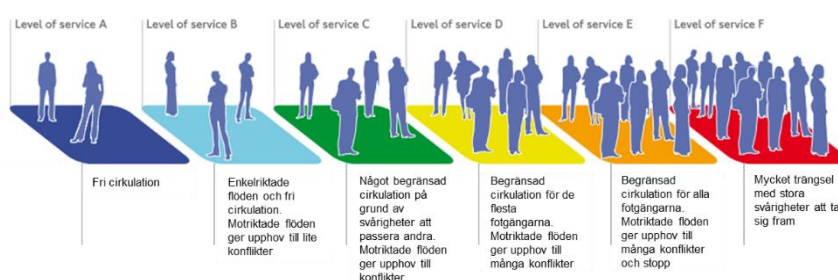 Level of service A
Level of service B
Level of service C
Level of service D
Level of service E
Level of service F
Fri cirkulation
Enkelriktade
flöden och fri
cirkulation.
Motriktade flöden
ger upphov till lite
konflikter
Något begränsad
cirkulation på
grund av
svårigheter att
passera andra.
Motriktade flöden
ger upphov till
konflikter
Begränsad
cirkulation för de
flesta
fotgängarna.
Motriktade flöden
ger upphov till
många konflikter
Begränsad
cirkulation för alla
fotgängarna.
Motriktade flöden
ger upphov till
många konflikter
och stopp
Mycket trängsel
med stora
svårigheter att ta
sig fram